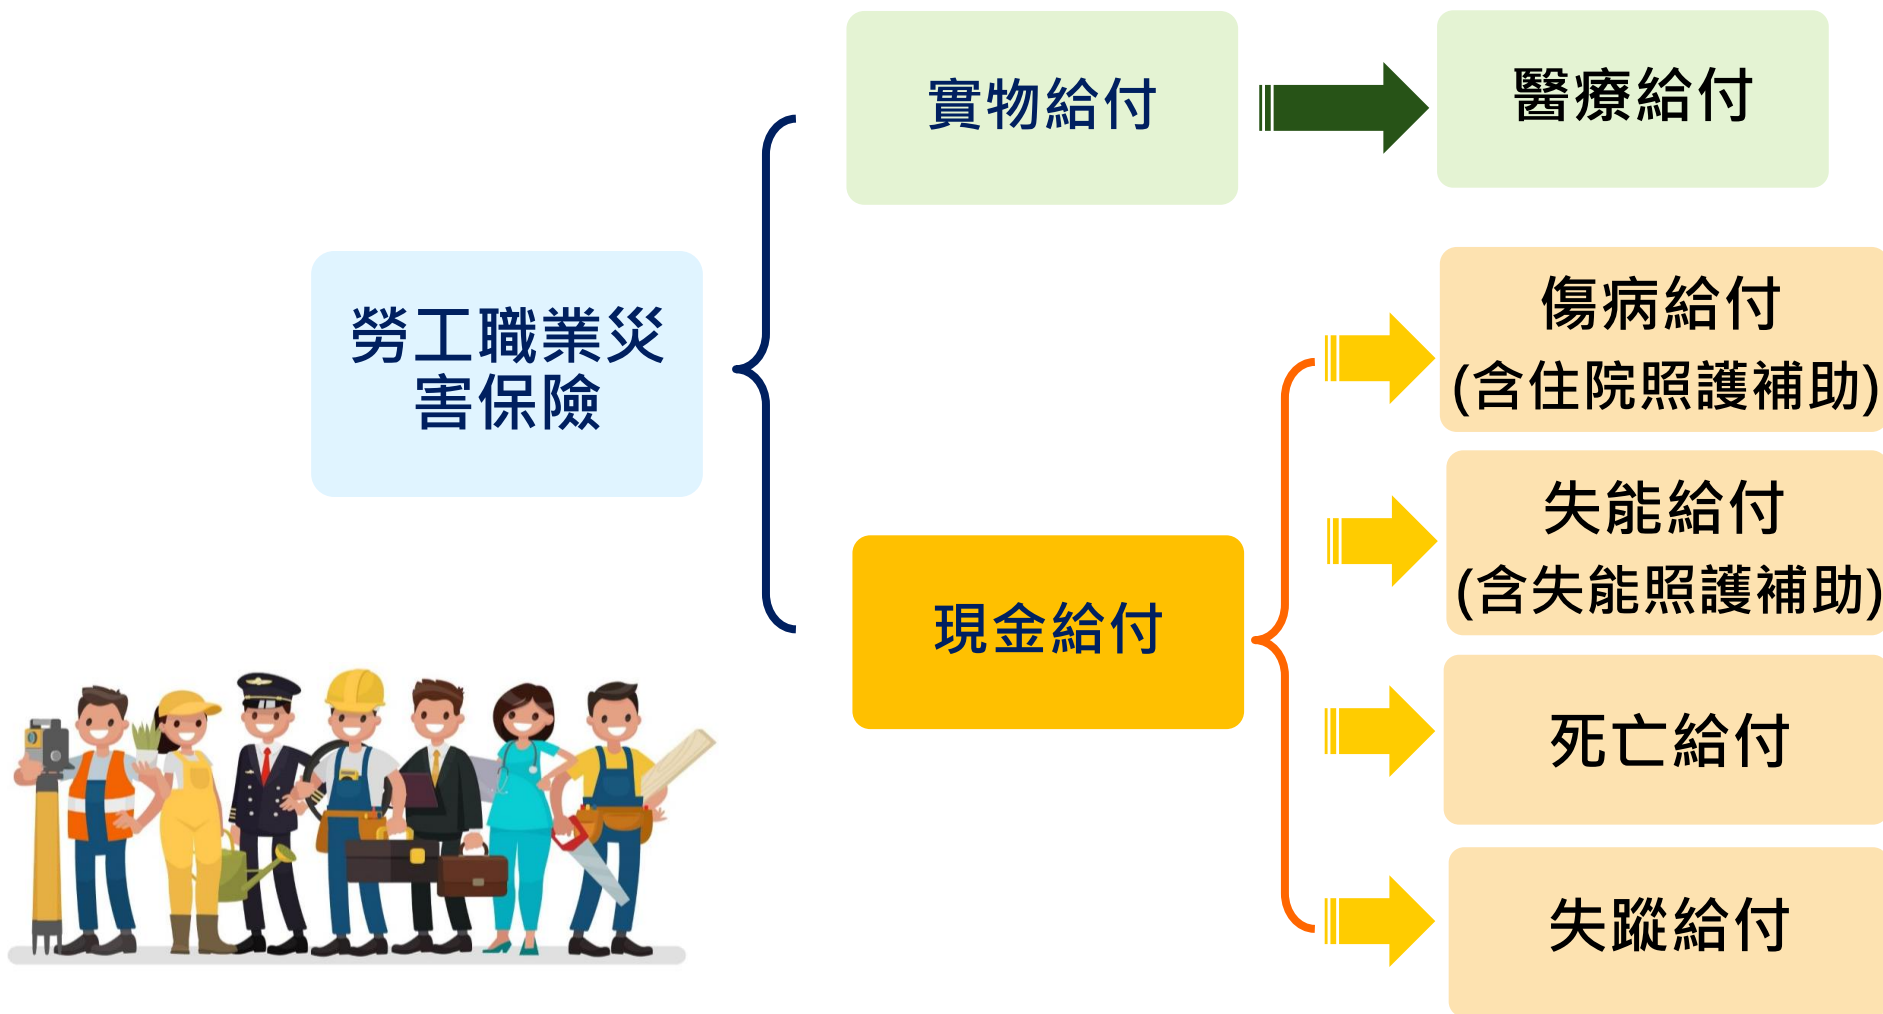 實物給付
醫療給付
勞工職業災
害保險
現金給付
傷病給付
(含住院照護補助)
失能給付
(含失能照護補助)
死亡給付
失蹤給付